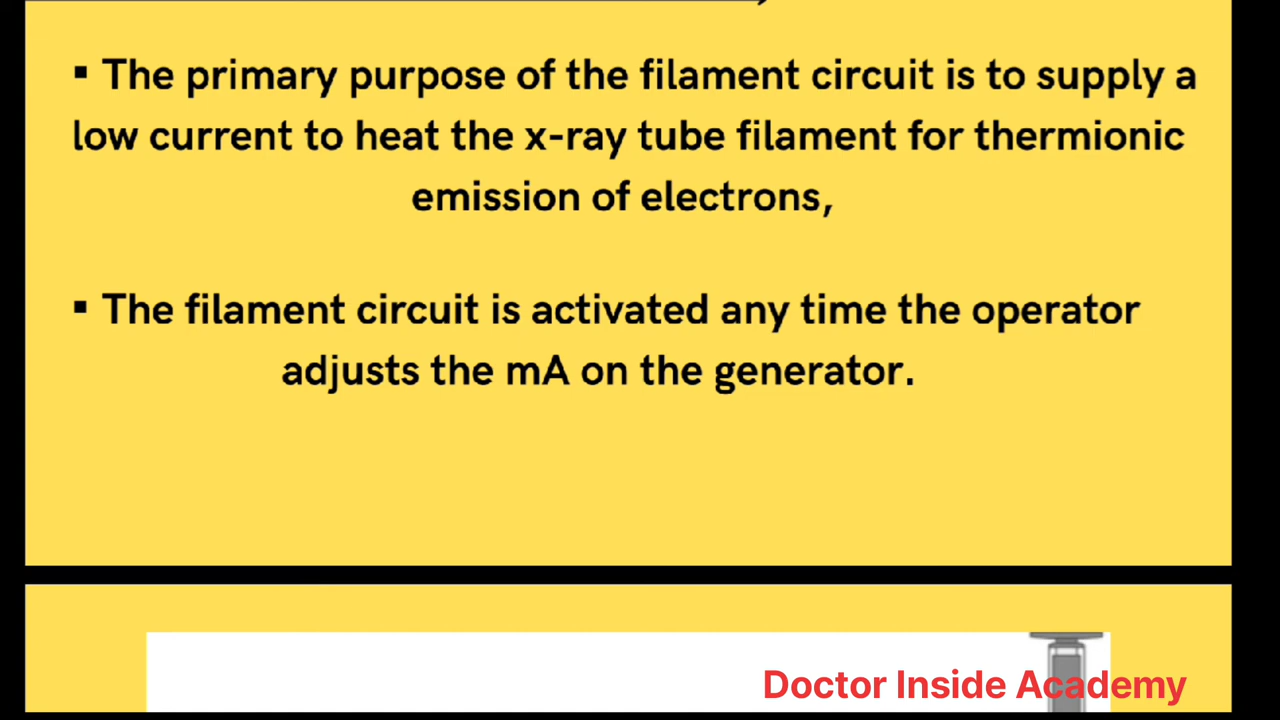 ▪ The primary purpose of the filament circuit is to supply a
low current to heat the x-ray tube filament for thermionic
emission of electrons,
▪ The filament circuit is activated any time the operator
adjusts the mA on the generator.
Doctor Inside Academy